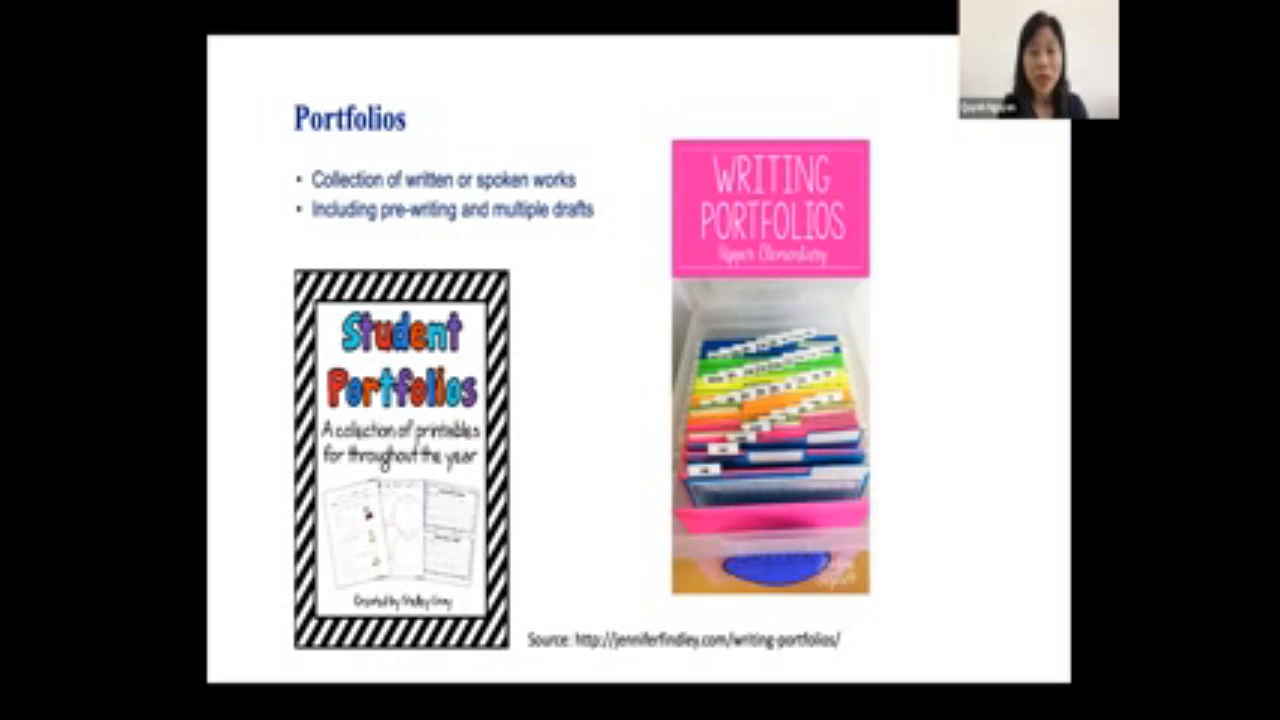 Portfolios
• Collection of written or spoken works
• Including pre-writing and multiple drafts
Student
Portfolios
A collection of printables
for throughout the year
Created by Shelley Gray
WRITING
PORTFOLIOS
Upper Elementary
Source: http://jenniferfindley.com/writing-portfolios/